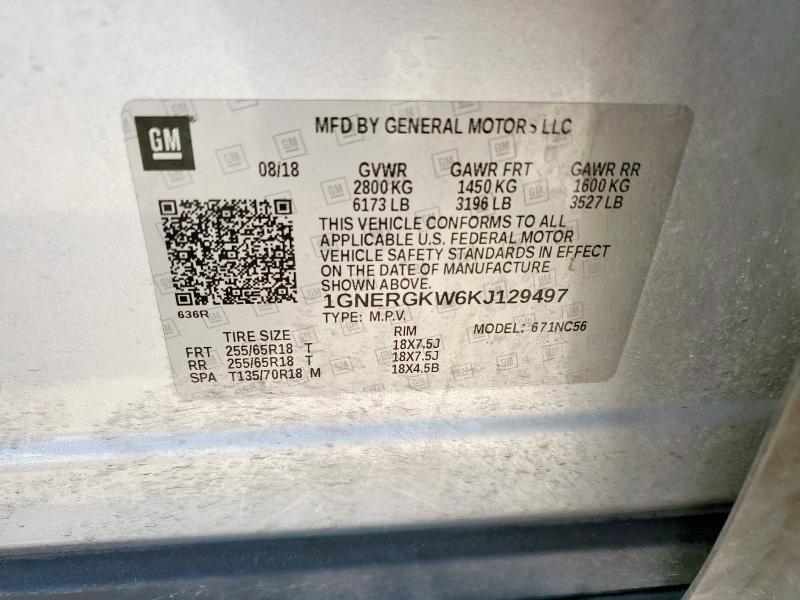 GM
MFD BY GENERAL MOTORS LLC
08/18 GVWR GAWR FRT GAWR RR
2800 KG 1450 KG 1600 KG
6173 LB 3196 LB 3527 LB
THIS VEHICLE CONFORMS TO ALL
APPLICABLE U.S. FEDERAL MOTOR
VEHICLE SAFETY STANDARDS IN EFFECT
ON THE DATE OF MANUFACTURE
SHOWN ABOVE.
636R
1GNERGKW6KJ129497
TYPE: M.P.V. MODEL: 671NC56
TIRE SIZE RIM
FRT 255/65R18 T 18X7.5J
RR 255/65R18 T 18X7.5J
SPA T135/70R18 M 18X4.5B